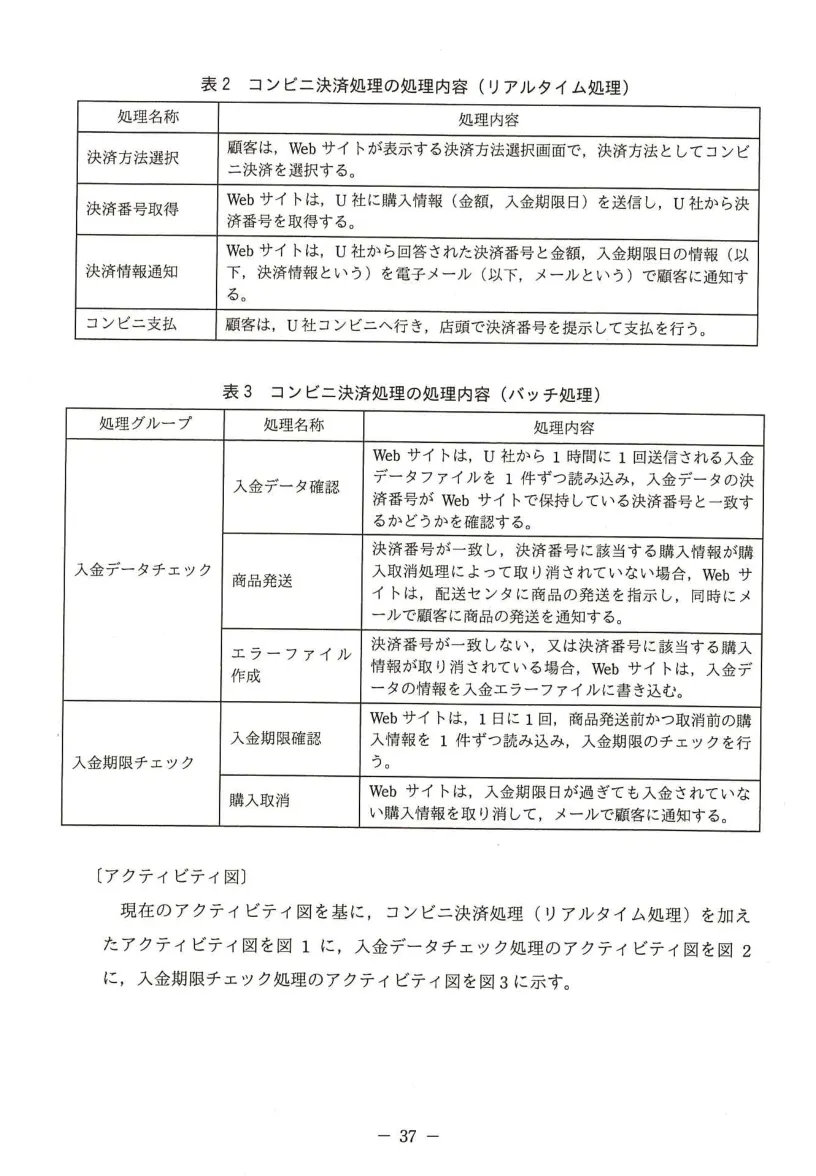 表2 コンビニ決済処理の処理内容（リアルタイム処理）
処理名称
処理内容
決済方法選択
顧客は，Web サイトが表示する決済方法選択画面で，決済方法としてコンビ
ニ決済を選択する。
決済番号取得
Web サイトは，U 社に購入情報（金額，入金期限日）を送信し，U 社から決
済番号を取得する。
決済情報通知
Web サイトは，U 社から回答された決済番号と金額，入金期限日の情報（以
下，決済情報という）を電子メール（以下，メールという）で顧客に通知す
る。
コンビニ支払
顧客は，U 社コンビニへ行き，店頭で決済番号を提示して支払を行う。
表3 コンビニ決済処理の処理内容（バッチ処理）
処理グループ
処理名称
処理内容
入金データチェック
入金データ確認
Web サイトは，U 社から 1 時間に 1 回送信される入金
データファイルを 1 件ずつ読み込み，入金データの決
済番号が Web サイトで保持している決済番号と一致す
るかどうかを確認する。
商品発送
決済番号が一致し，決済番号に該当する購入情報が購
入取消処理によって取り消されていない場合，Web サ
イトは，配送センタに商品の発送を指示し，同時にメ
ールで顧客に商品の発送を通知する。
エラーファイル
作成
決済番号が一致しない，又は決済番号に該当する購入
情報が取り消されている場合，Web サイトは，入金デ
ータの情報を入金エラーファイルに書き込む。
入金期限チェック
入金期限確認
Web サイトは，1 日に 1 回，商品発送前かつ取消前の購
入情報を 1 件ずつ読み込み，入金期限のチェックを行
う。
購入取消
Web サイトは，入金期限日が過ぎても入金されていな
い購入情報を取り消して，メールで顧客に通知する。
〔アクティビティ図〕
現在のアクティビティ図を基に，コンビニ決済処理（リアルタイム処理）を加え
たアクティビティ図を図 1 に，入金データチェック処理のアクティビティ図を図 2
に，入金期限チェック処理のアクティビティ図を図 3 に示す。
－ 37 －